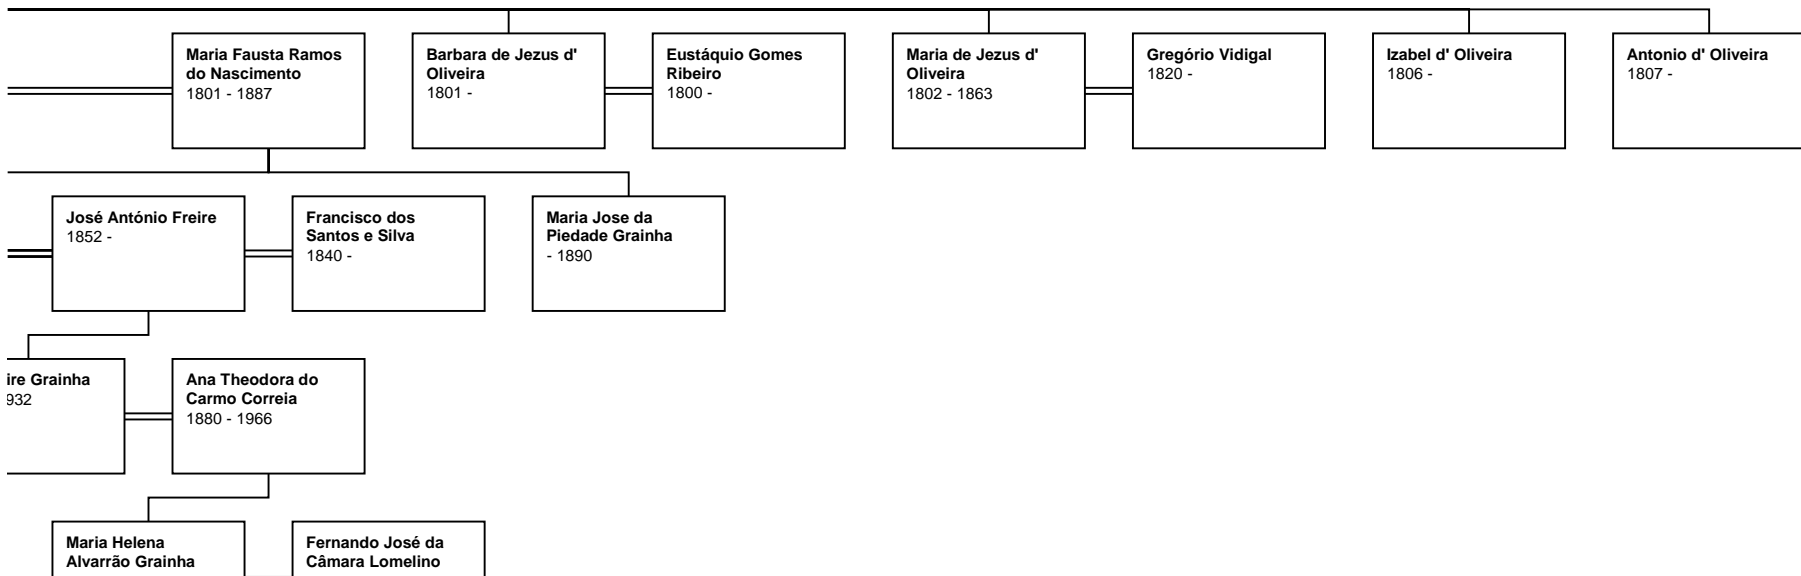 Maria Fausta Ramos
do Nascimento
1801 - 1887
Barbara de Jezus d'
Oliveira
1801 -
Eustáquio Gomes
Ribeiro
1800 -
Maria de Jezus d'
Oliveira
1802 - 1863
Gregório Vidigal
1820 -
Izabel d' Oliveira
1806 -
Antonio d' Oliveira
1807 -
José António Freire
1852 -
Francisco dos
Santos e Silva
1840 -
Maria Jose da
Piedade Grainha
- 1890
ire Grainha
932
Ana Theodora do
Carmo Correia
1880 - 1966
Maria Helena
Alvarrão Grainha
Fernando José da
Câmara Lomelino